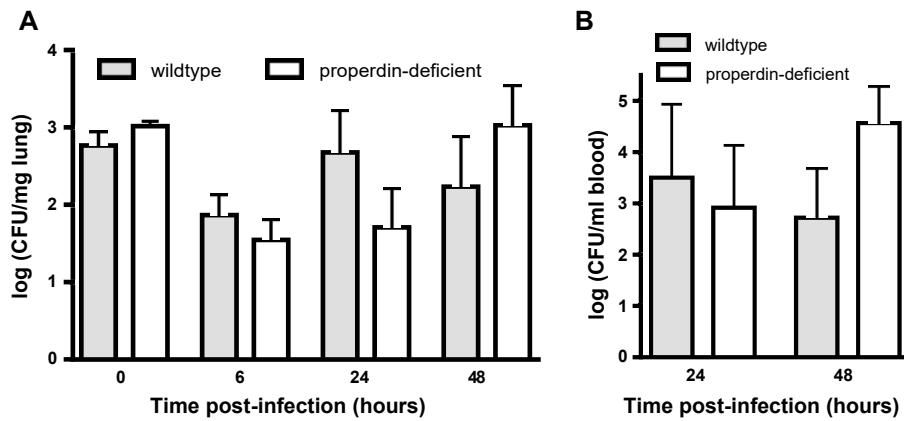 A
log (CFU/mg lung)
4
3
2
1
0
wildtype properdin-deficient
0 6 24 48
Time post-infection (hours)
B
wildtype
properdin-deficient
log (CFU/ml blood)
5
4
3
2
1
0
24 48
Time post-infection (hours)